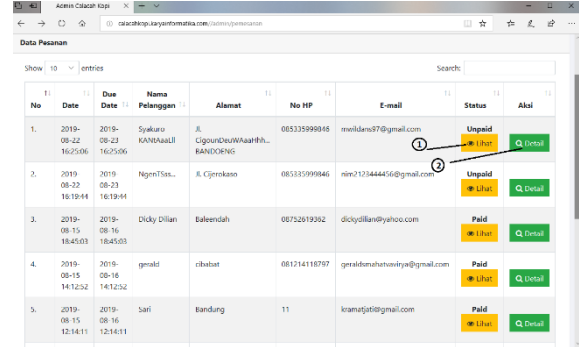 Admin Calacah Kopi
calacahkopi.karyainformatika.com/admin/pemesanan
Data Pesanan
Show 10 entries Search:
No Date Due Date Nama Pelanggan Alamat No HP E-mail Status Aksi
1. 2019-08-22 16:25:06 2019-08-23 16:25:06 Syakuro KANtAaaLll Jl. CigounDeuWAaaHhh... BANDOENG 085335999846 mwildans97@gmail.com Unpaid Lihat Detail
1
2
2. 2019-08-22 16:19:44 2019-08-23 16:19:44 NgenTSas... Jl. Cijerokaso 085335999846 nim2123444456@gmail.com Unpaid Lihat Detail
3. 2019-08-15 18:45:03 2019-08-16 18:45:03 Dicky Dilian Baleendah 08752619362 dickydilian@yahoo.com Paid Lihat Detail
4. 2019-08-15 14:12:52 2019-08-16 14:12:52 gerald cibabat 081214118797 geraldsmahatvavirya@gmail.com Paid Lihat Detail
5. 2019-08-15 12:14:11 2019-08-16 12:14:11 Sari Bandung 11 kramatjati@gmail.com Paid Lihat Detail